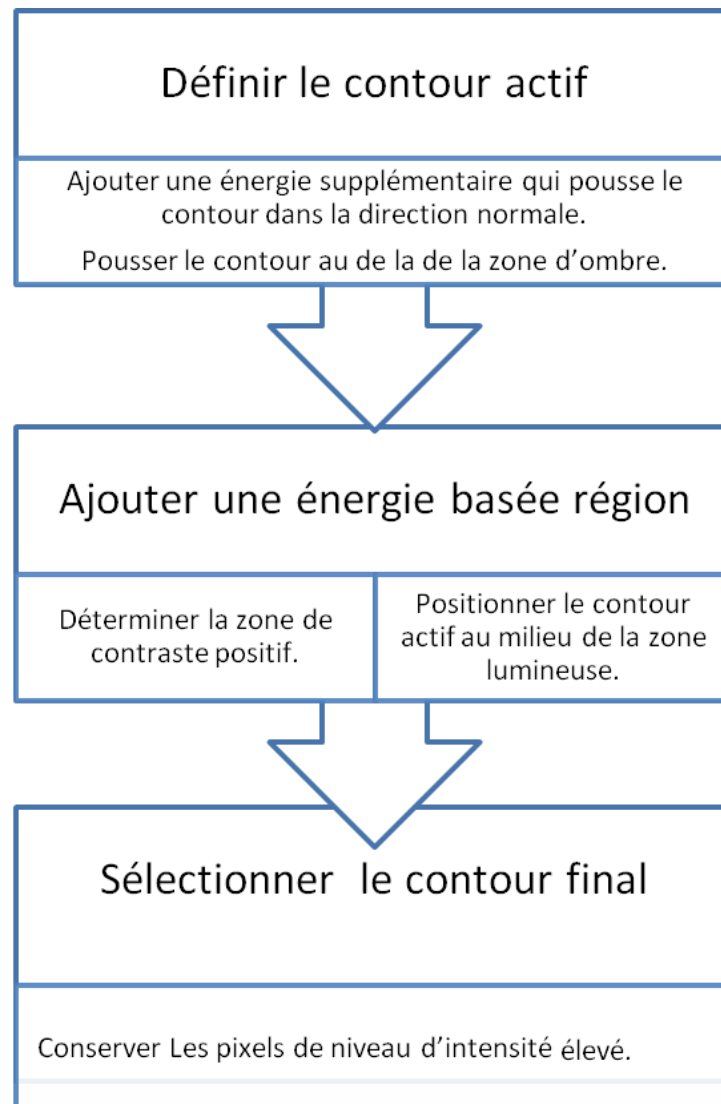 Définir le contour actif
Ajouter une énergie supplémentaire qui pousse le
contour dans la direction normale.
Pousser le contour au de la de la zone d’ombre.
Ajouter une énergie basée région
Déterminer la zone de
contraste positif.
Positionner le contour
actif au milieu de la zone
lumineuse.
Sélectionner le contour final
Conserver Les pixels de niveau d’intensité élevé.